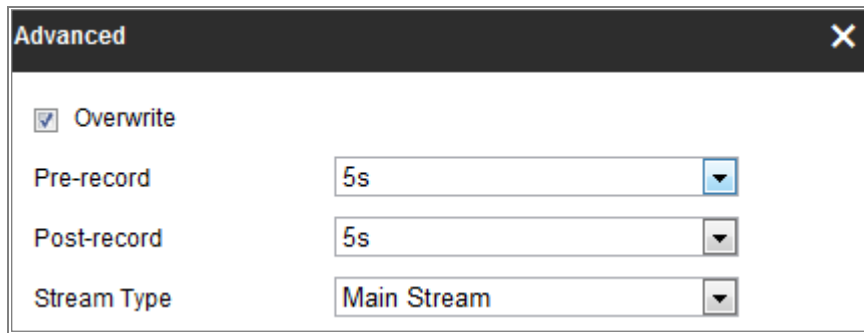 Advanced
Overwrite
Pre-record 5s
Post-record 5s
Stream Type Main Stream